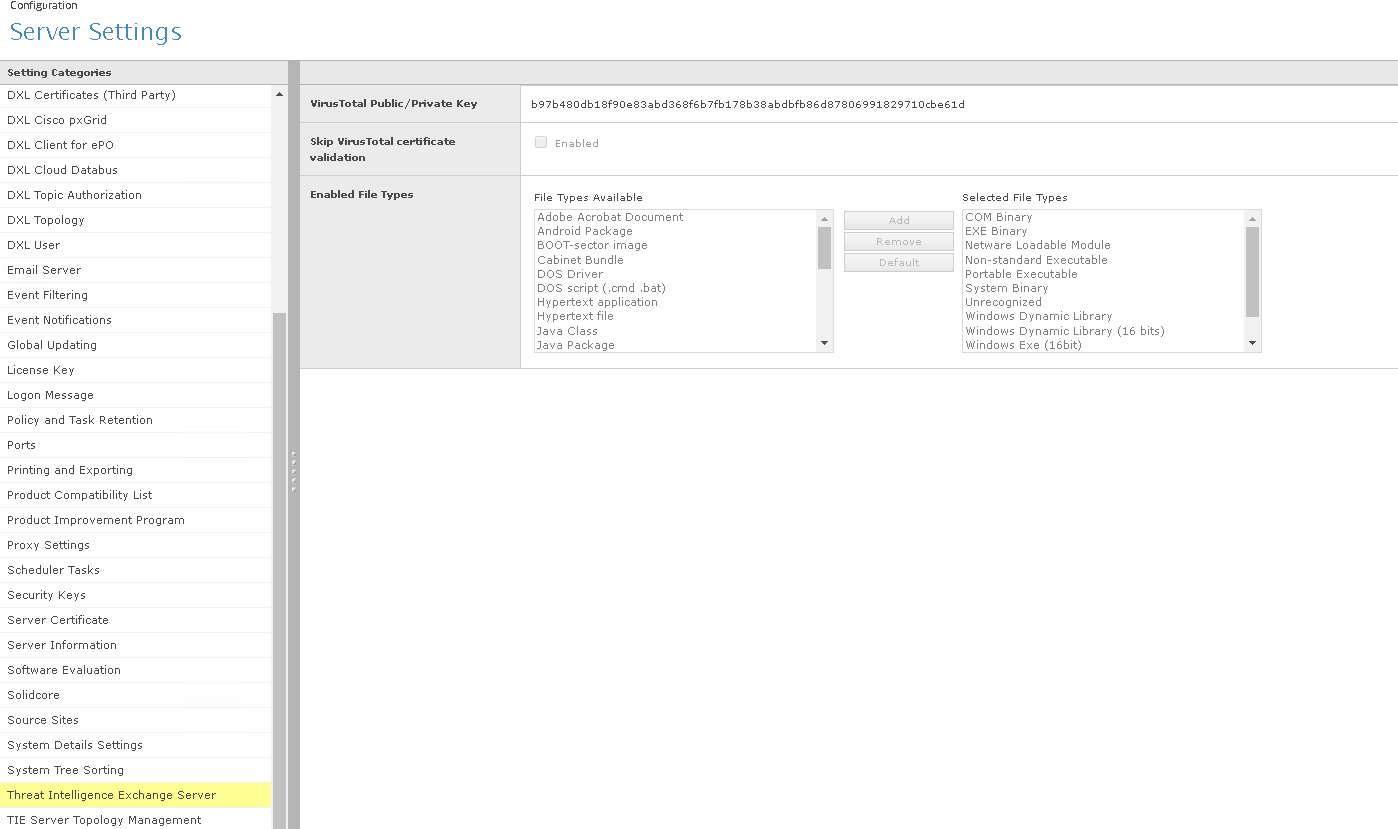 Configuration
Server Settings
Setting Categories
DXL Certificates (Third Party)
DXL Cisco pxGrid
DXL Client for ePO
DXL Cloud Databus
DXL Topic Authorization
DXL Topology
DXL User
Email Server
Event Filtering
Event Notifications
Global Updating
License Key
Logon Message
Policy and Task Retention
Ports
Printing and Exporting
Product Compatibility List
Product Improvement Program
Proxy Settings
Scheduler Tasks
Security Keys
Server Certificate
Server Information
Software Evaluation
Solidcore
Source Sites
System Details Settings
System Tree Sorting
Threat Intelligence Exchange Server
TIE Server Topology Management
VirusTotal Public/Private Key
b97b480db18f90e83abd368f6b7fb178b38abdbfb86d87806991829710cbe61d
Skip VirusTotal certificate
validation
Enabled
Enabled File Types
File Types Available
Adobe Acrobat Document
Android Package
BOOT-sector image
Cabinet Bundle
DOS Driver
DOS script (.cmd .bat)
Hypertext application
Hypertext file
Java Class
Java Package
Add
Remove
Default
Selected File Types
COM Binary
EXE Binary
Netware Loadable Module
Non-standard Executable
Portable Executable
System Binary
Unrecognized
Windows Dynamic Library
Windows Dynamic Library (16 bits)
Windows Exe (16bit)